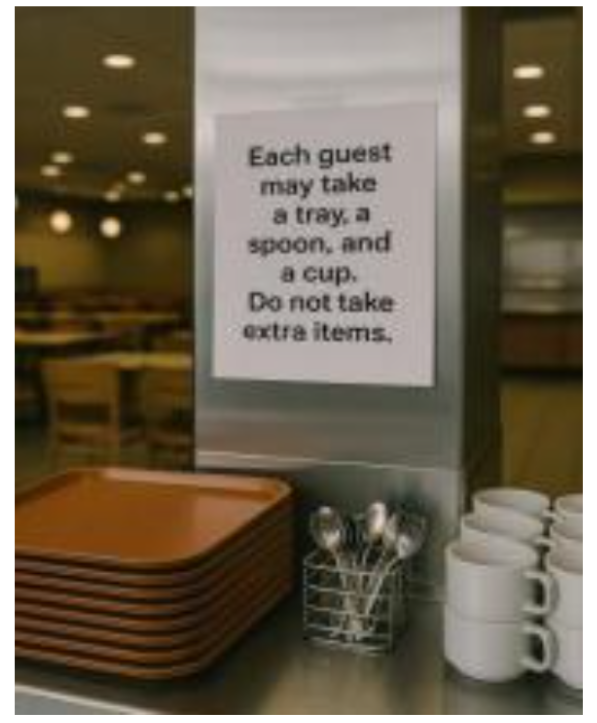 Each guest
may take
a tray, a
spoon, and
a cup.
Do not take
extra items.